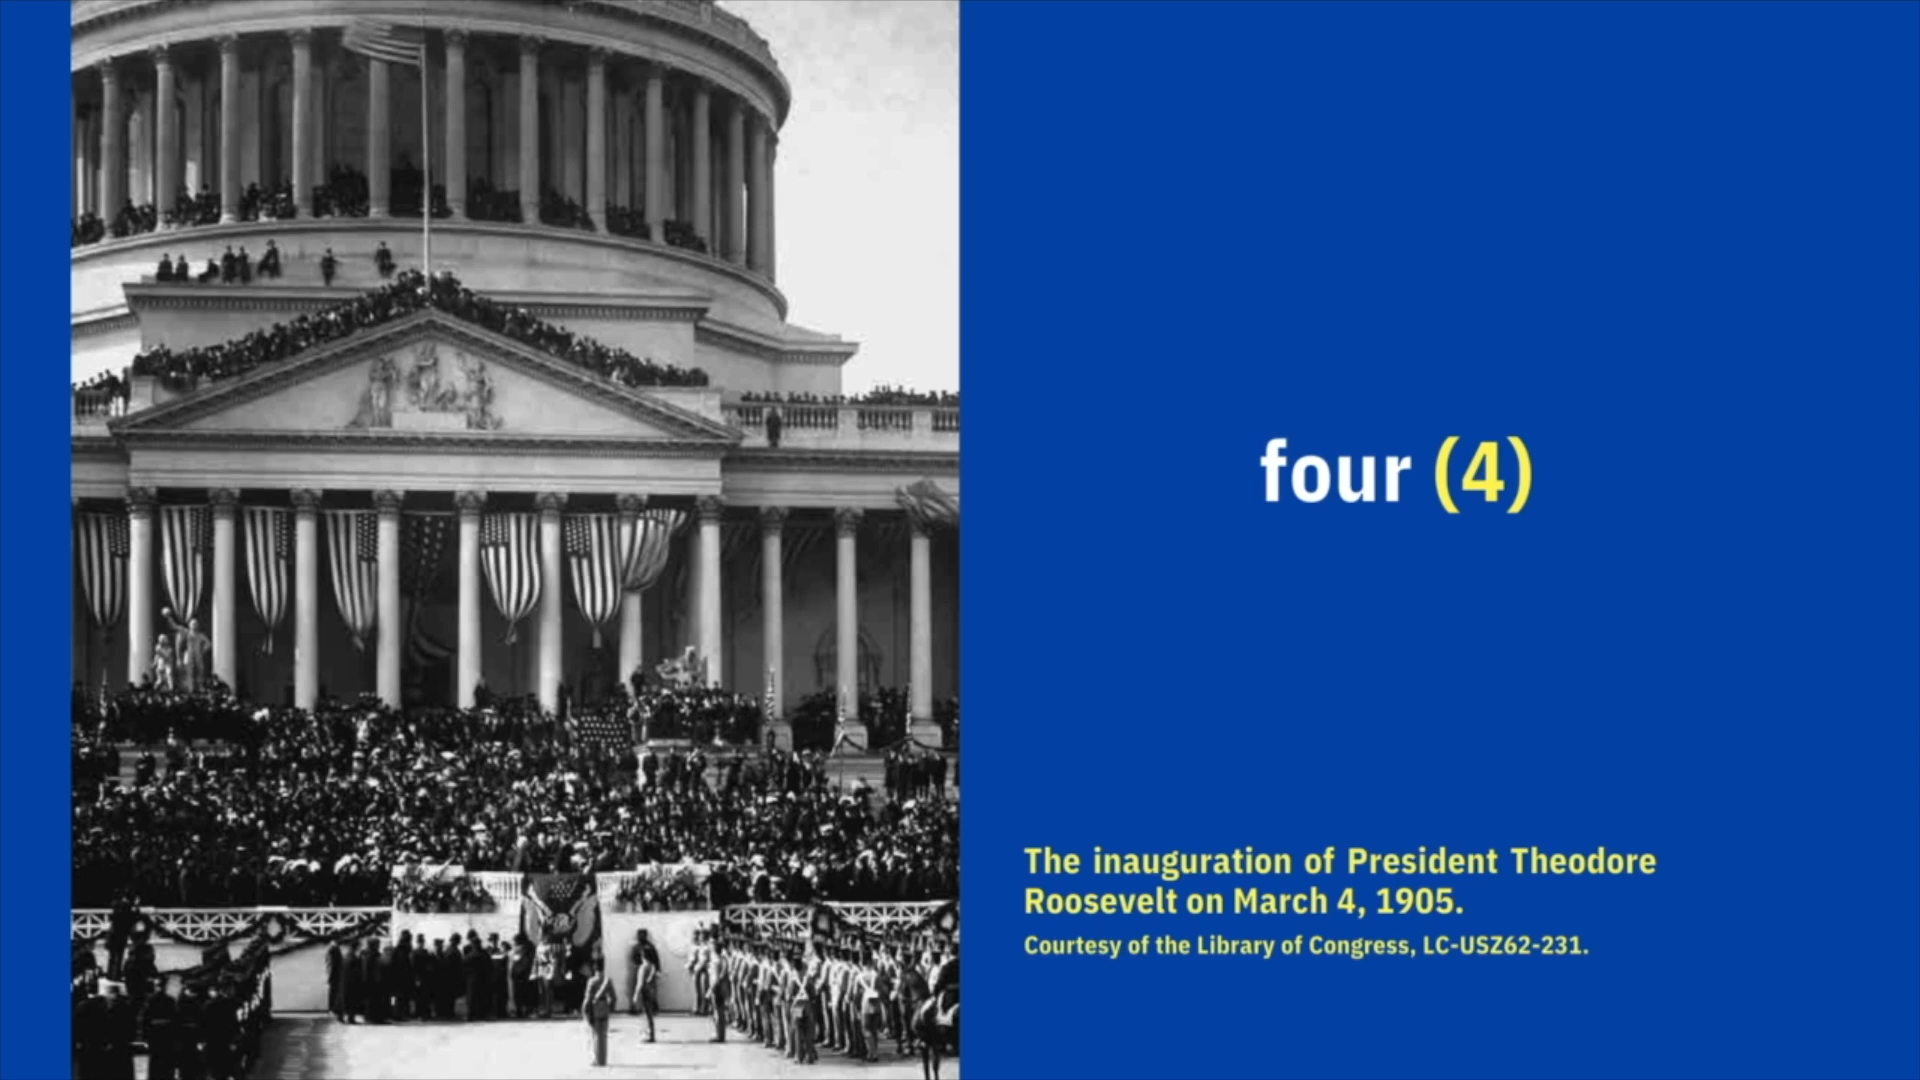 four (4)
The inauguration of President Theodore
Roosevelt on March 4, 1905.
Courtesy of the Library of Congress, LC-USZ62-231.